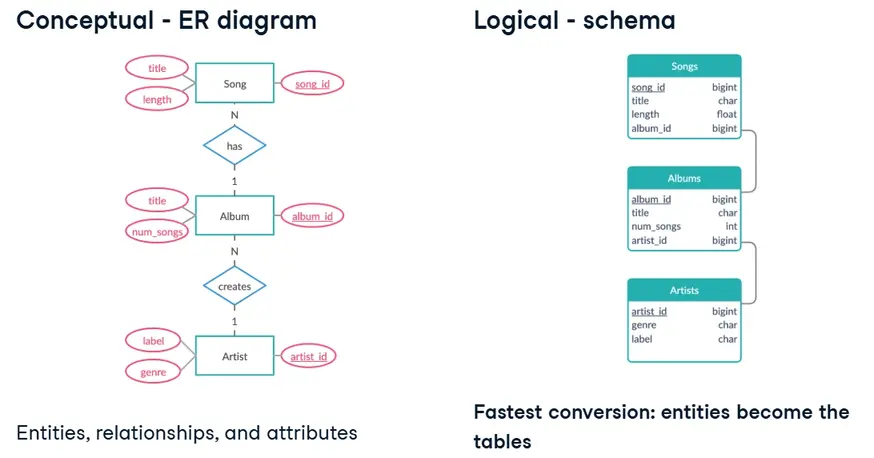 Conceptual - ER diagram
title
length
Song
song_id
N
has
1
title
num_songs
Album
album_id
N
creates
1
label
genre
Artist
artist_id
Entities, relationships, and attributes
Logical - schema
Songs
song_id bigint
title char
length float
album_id bigint
Albums
album_id bigint
title char
num_songs int
artist_id bigint
Artists
artist_id bigint
genre char
label char
Fastest conversion: entities become the
tables